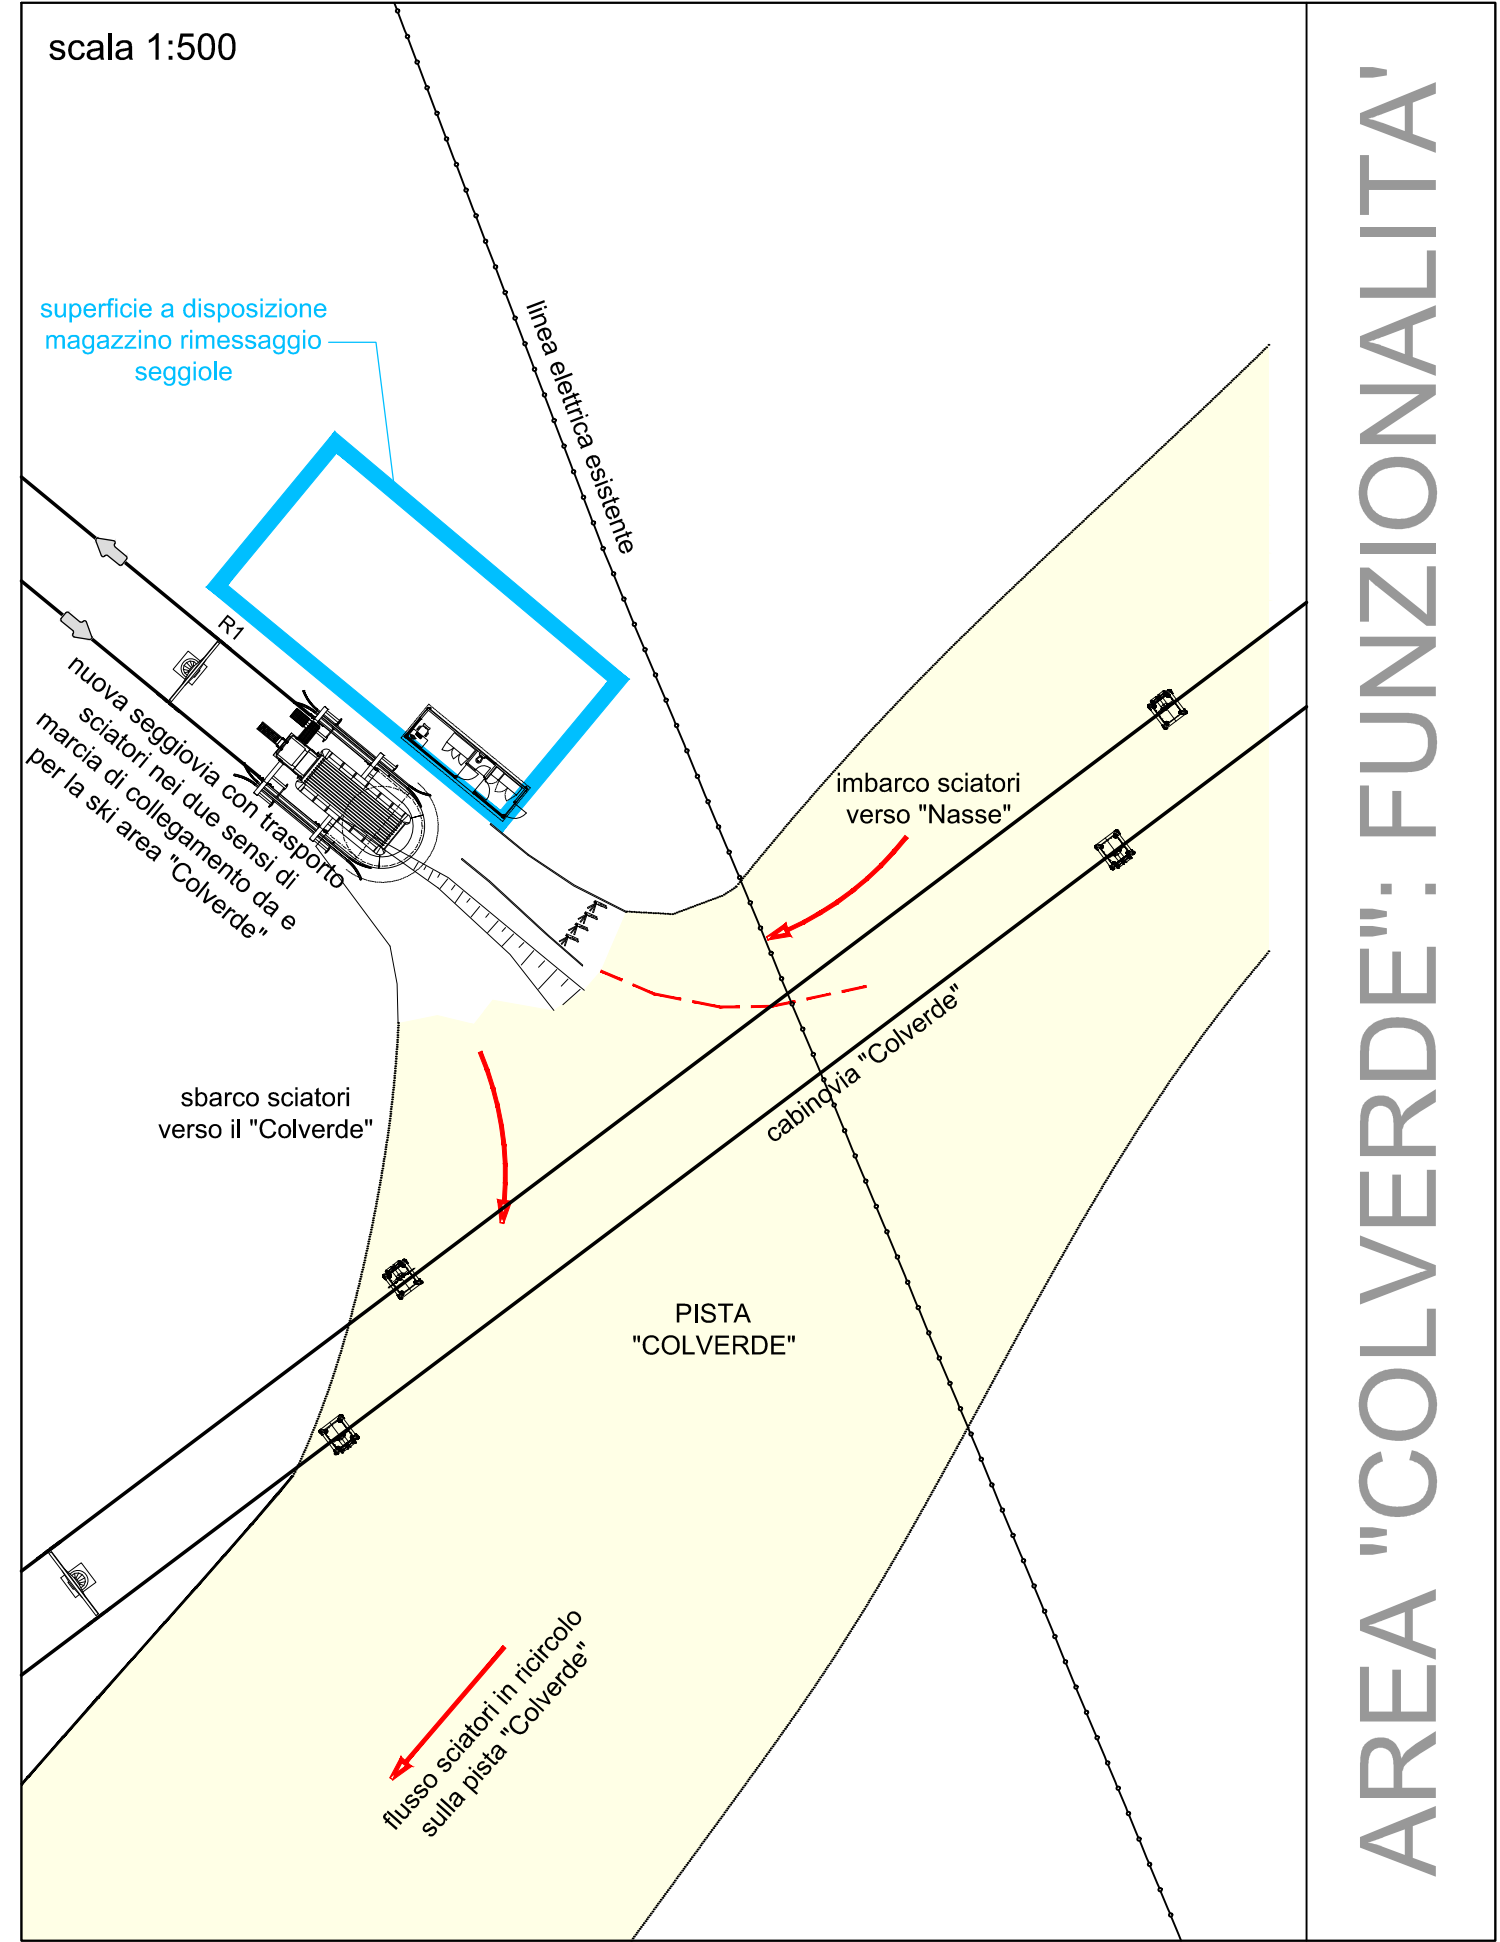 scala 1:500
superficie a disposizione
magazzino rimessaggio
seggiole
linea elettrica esistente
R1
nuova seggiovia con trasporto
sciatori nei due sensi di
marcia di collegamento da e
per la ski area "Colverde"
imbarco sciatori
verso "Nasse"
cabinovia "Colverde"
sbarco sciatori
verso il "Colverde"
PISTA
"COLVERDE"
flusso sciatori in ricircolo
sulla pista "Colverde"
AREA "COLVERDE": FUNZIONALITA'